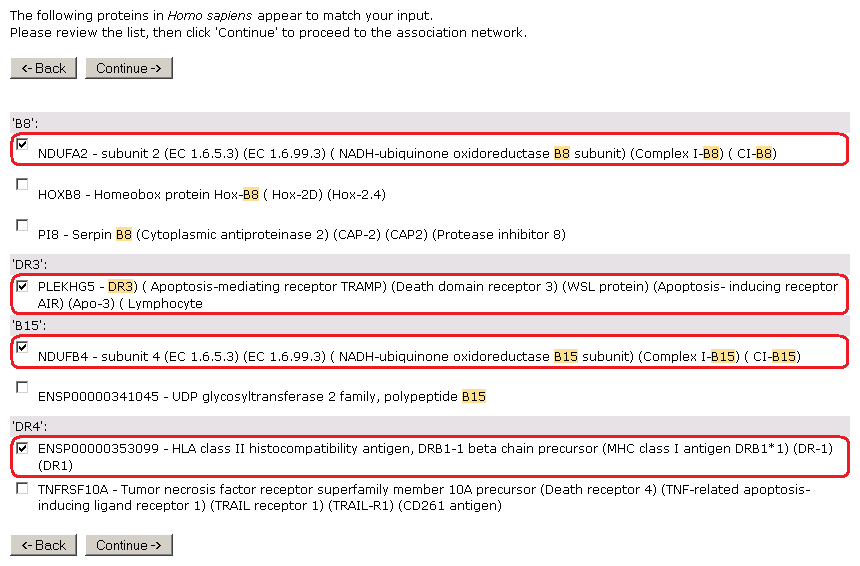 The following proteins in Homo sapiens appear to match your input.
Please review the list, then click 'Continue' to proceed to the association network.
<- Back Continue ->
'B8':
NDUFA2 - subunit 2 (EC 1.6.5.3) (EC 1.6.99.3) ( NADH-ubiquinone oxidoreductase B8 subunit) (Complex I-B8) ( CI-B8)
HOXB8 - Homeobox protein Hox-B8 ( Hox-2D) (Hox-2.4)
PI8 - Serpin B8 (Cytoplasmic antiproteinase 2) (CAP-2) (CAP2) (Protease inhibitor 8)
'DR3':
PLEKHG5 - DR3) ( Apoptosis-mediating receptor TRAMP) (Death domain receptor 3) (WSL protein) (Apoptosis- inducing receptor
AIR) (Apo-3) ( Lymphocyte
'B15':
NDUFB4 - subunit 4 (EC 1.6.5.3) (EC 1.6.99.3) ( NADH-ubiquinone oxidoreductase B15 subunit) (Complex I-B15) ( CI-B15)
ENSP00000341045 - UDP glycosyltransferase 2 family, polypeptide B15
'DR4':
ENSP00000353099 - HLA class II histocompatibility antigen, DRB1-1 beta chain precursor (MHC class I antigen DRB1*1) (DR-1)
(DR1)
TNFRSF10A - Tumor necrosis factor receptor superfamily member 10A precursor (Death receptor 4) (TNF-related apoptosis-
inducing ligand receptor 1) (TRAIL receptor 1) (TRAIL-R1) (CD261 antigen)
<- Back Continue ->